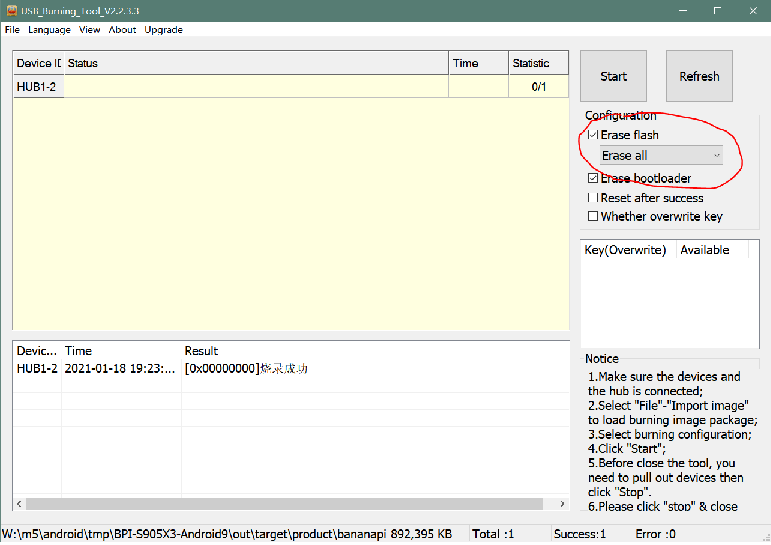 USB_Burning_Tool_V2.2.3.3
File Language View About Upgrade
Device ID Status Time Statistic
HUB1-2 0/1
Start Refresh
Configuration
Erase flash
Erase all
Erase bootloader
Reset after success
Whether overwrite key
Key(Overwrite) Available
Devic... Time Result
HUB1-2 2021-01-18 19:23:... [0x00000000]烧录成功
Notice
1.Make sure the devices and
the hub is connected;
2.Select "File"-"Import image"
to load burning image package;
3.Select burning configuration;
4.Click "Start";
5.Before close the tool, you
need to pull out devices then
click "Stop".
6.Please click "stop" & close
W:\m5\android\tmp\BPI-S905X3-Android9\out\target\product\bananapi 892,395 KB Total :1 Success:1 Error :0